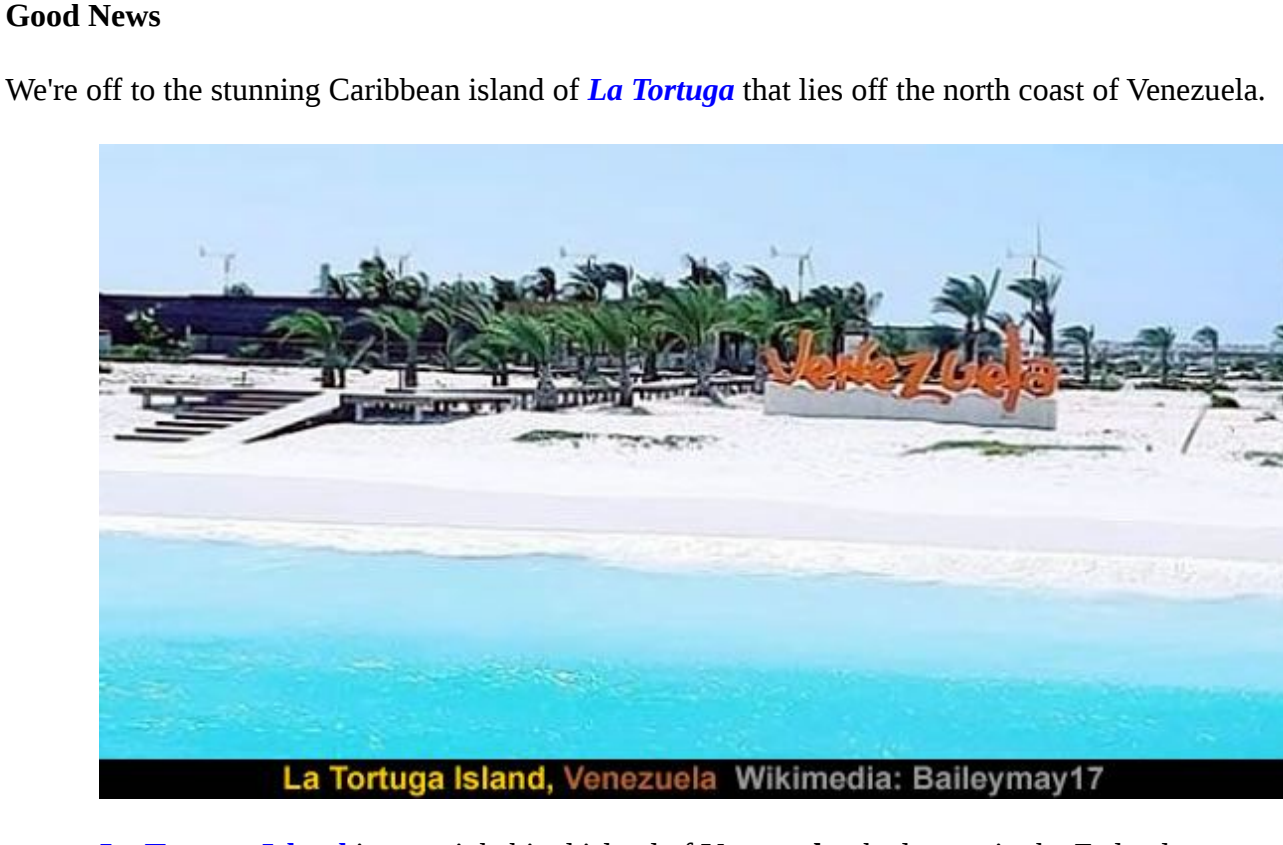 Good News
We're off to the stunning Caribbean island of La Tortuga that lies off the north coast of Venezuela.
Venezuela
La Tortuga Island, Venezuela Wikimedia: Baileymay17